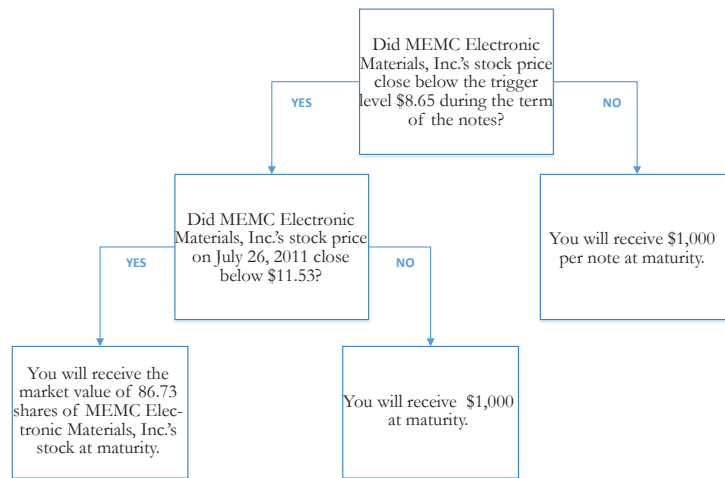 Did MEMC Electronic
Materials, Inc.'s stock price
close below the trigger
level $8.65 during the term
of the notes?
YES
NO
Did MEMC Electronic
Materials, Inc.'s stock price
on July 26, 2011 close
below $11.53?
You will receive $1,000
per note at maturity.
YES
NO
You will receive the
market value of 86.73
shares of MEMC Elec-
tronic Materials, Inc.'s
stock at maturity.
You will receive $1,000
at maturity.